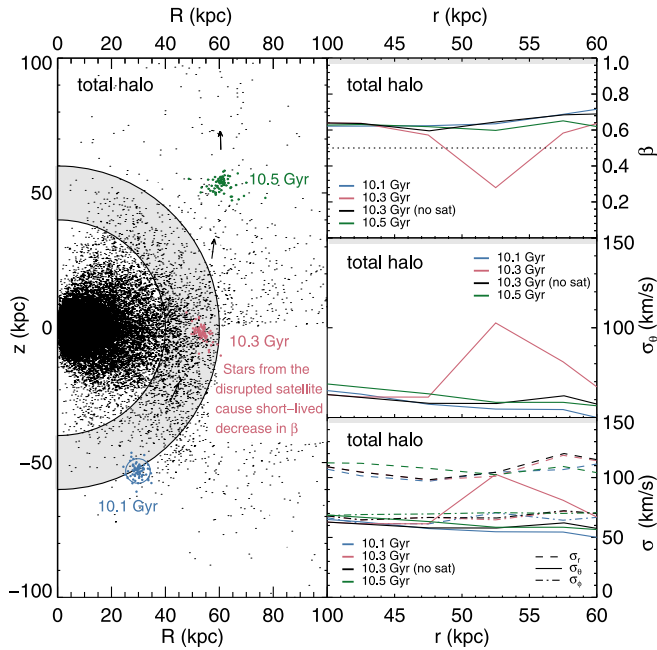 R (kpc)
0 20 40 60 80 100
r (kpc)
45 50 55 60
total halo
100
50
0
−50
−100
z (kpc)
10.5 Gyr
10.3 Gyr
Stars from the
disrupted satellite
cause short−lived
decrease in β
10.1 Gyr
0 20 40 60 80
R (kpc)
total halo
10.1 Gyr
10.3 Gyr
10.3 Gyr (no sat)
10.5 Gyr
1.0
0.8
0.6
0.4
0.2
β
total halo
10.1 Gyr
10.3 Gyr
10.3 Gyr (no sat)
10.5 Gyr
150
100
σθ (km/s)
total halo
10.1 Gyr
10.3 Gyr
10.3 Gyr (no sat)
10.5 Gyr
σr
σθ
σϕ
150
100
50
0
σ (km/s)
100 45 50 55 60
r (kpc)